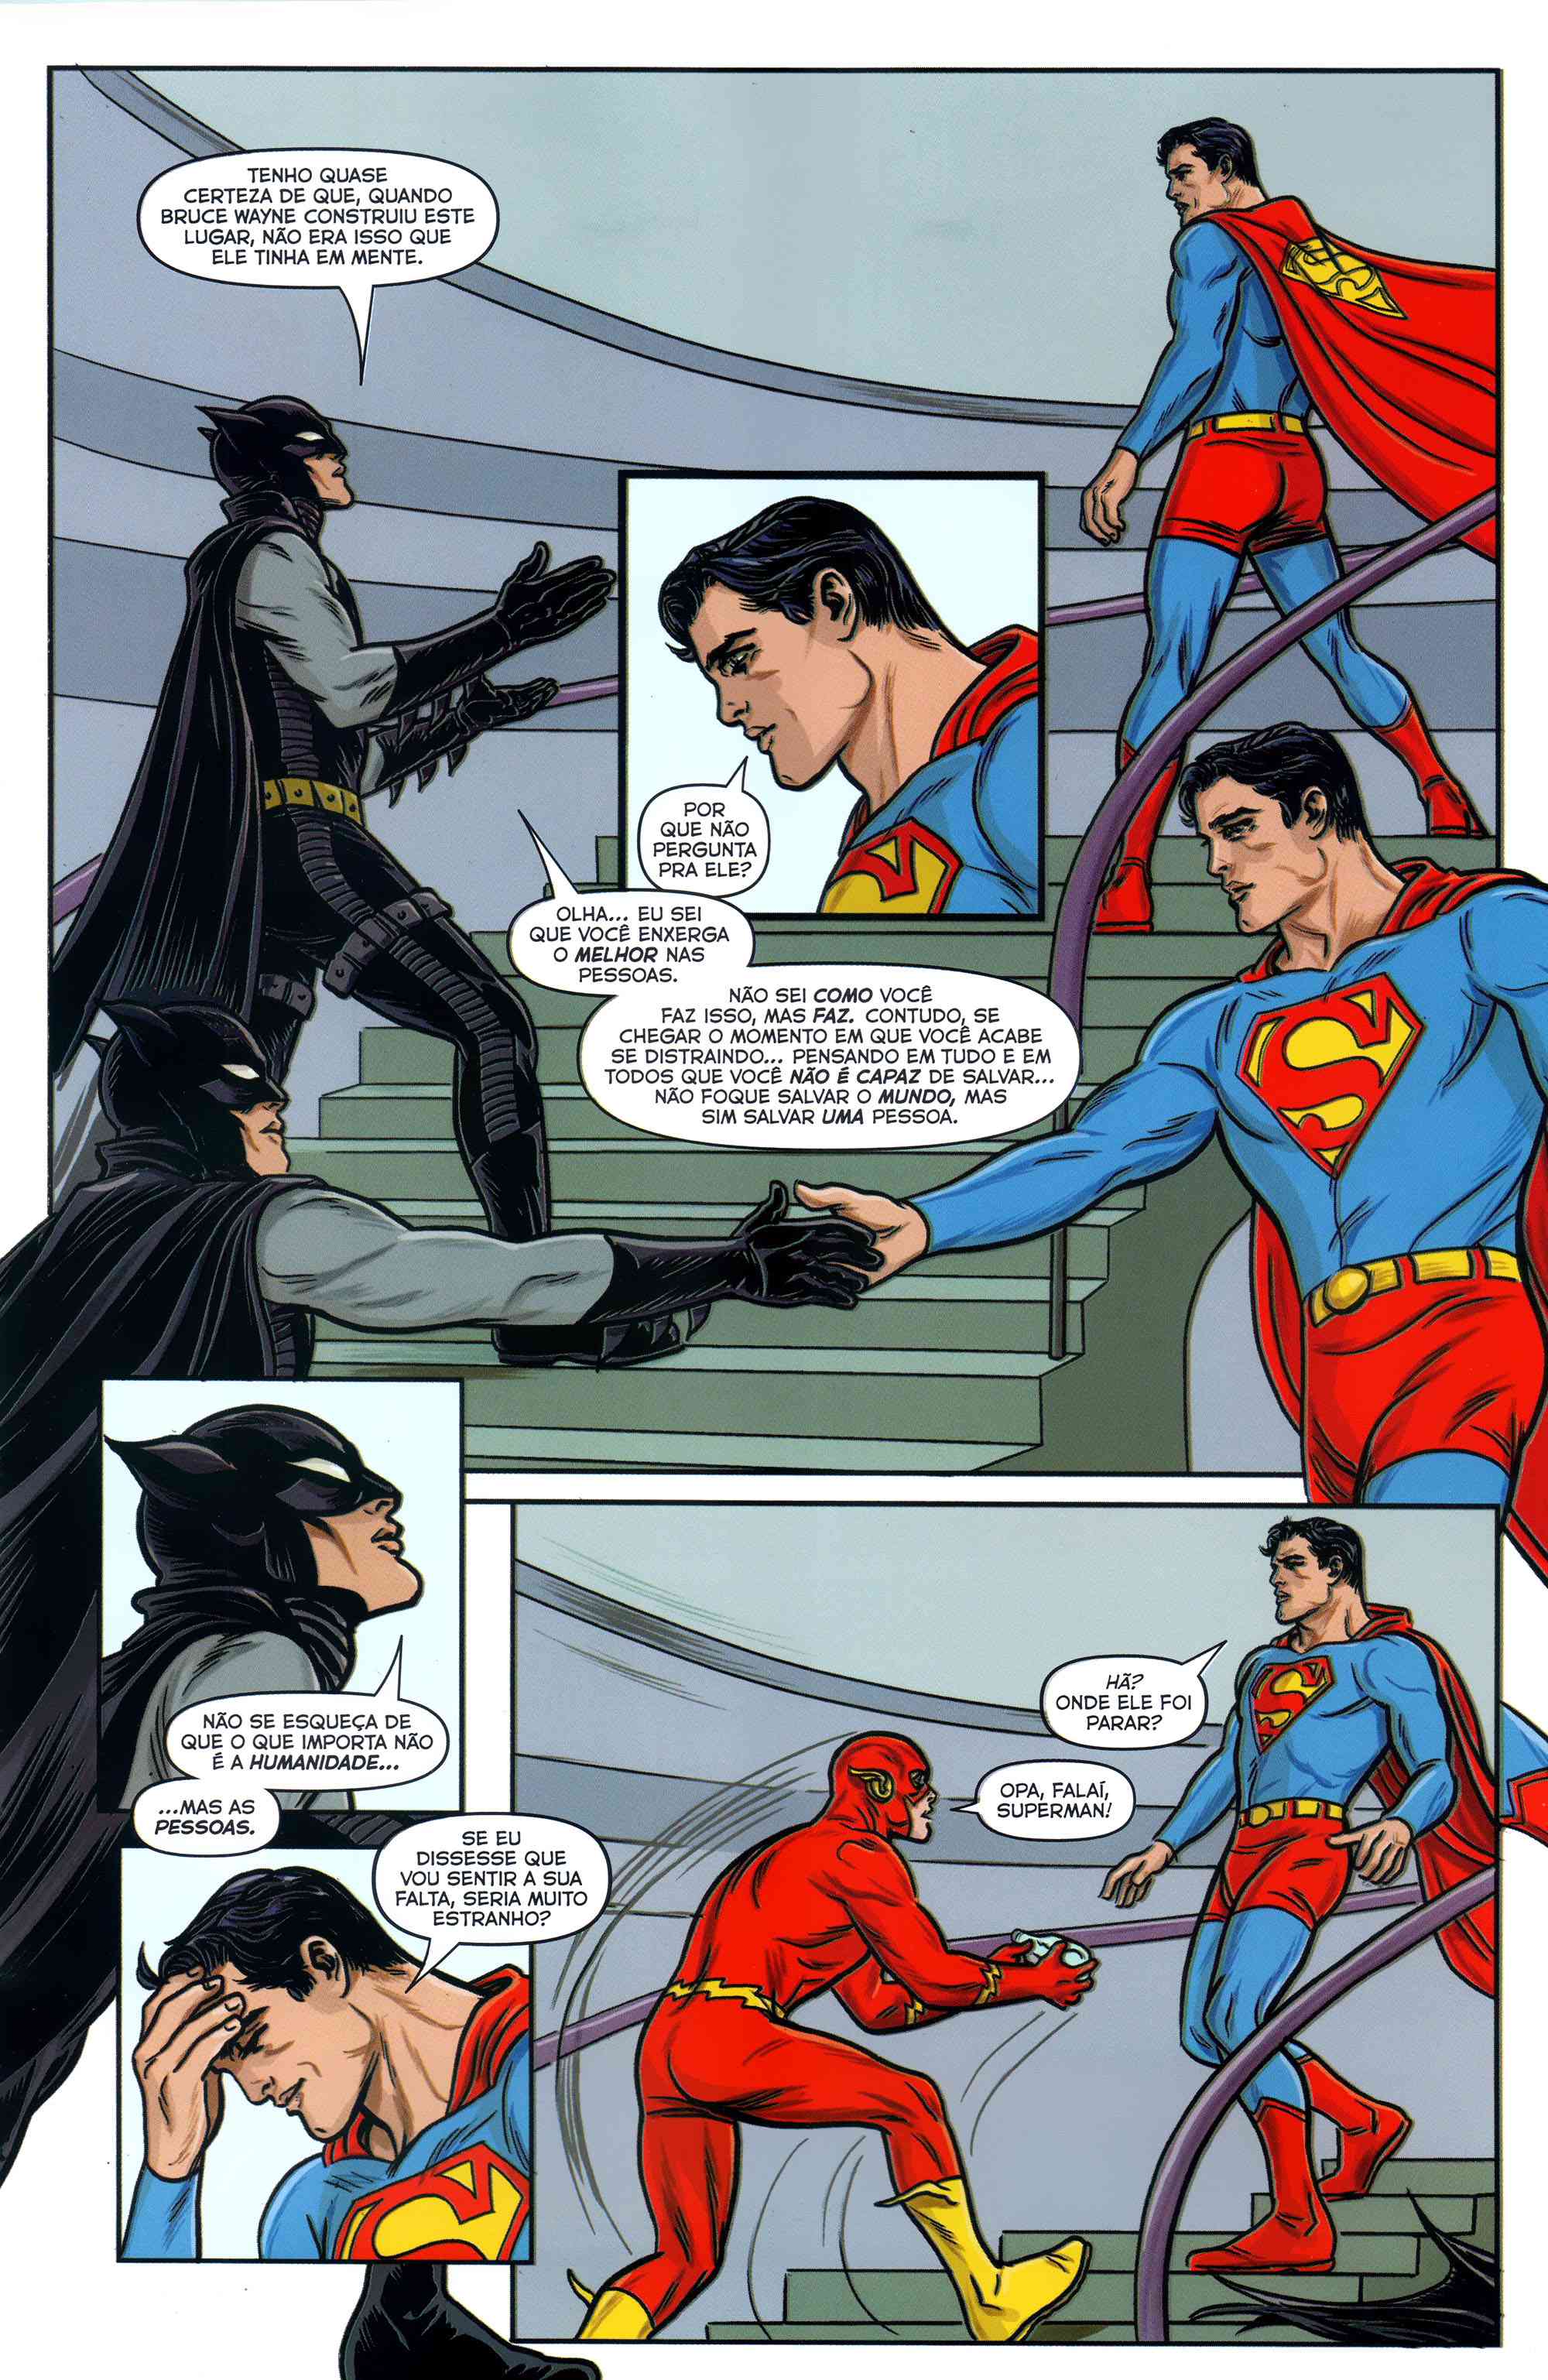 TENHO QUASE
CERTEZA DE QUE, QUANDO
BRUCE WAYNE CONSTRUIU ESTE
LUGAR, NÃO ERA ISSO QUE
ELE TINHA EM MENTE.
POR
QUE NÃO
PERGUNTA
PRA ELE?
OLHA... EU SEI
QUE VOCÊ ENXERGA
O MELHOR NAS
PESSOAS.
NÃO SEI COMO VOCÊ
FAZ ISSO, MAS FAZ. CONTUDO, SE
CHEGAR O MOMENTO EM QUE VOCÊ ACABE
SE DISTRAINDO... PENSANDO EM TUDO E EM
TODOS QUE VOCÊ NÃO É CAPAZ DE SALVAR...
NÃO FOQUE SALVAR O MUNDO, MAS
SIM SALVAR UMA PESSOA.
NÃO SE ESQUEÇA DE
QUE O QUE IMPORTA NÃO
É A HUMANIDADE...
...MAS AS
PESSOAS.
SE EU
DISSESSE QUE
VOU SENTIR A SUA
FALTA, SERIA MUITO
ESTRANHO?
HÃ?
ONDE ELE FOI
PARAR?
OPA, FALAÍ,
SUPERMAN!